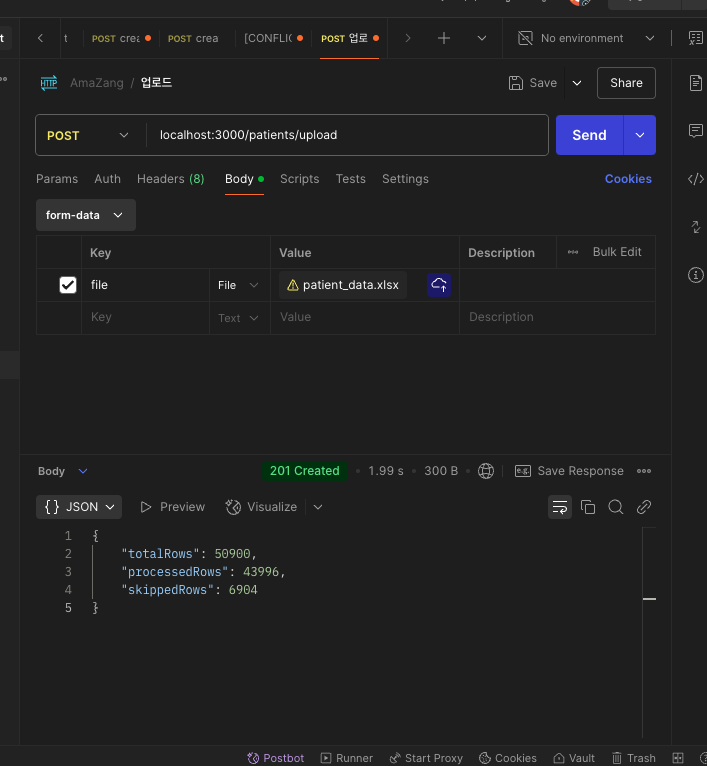 t
t
POST crea
POST crea
[CONFLIC
POST 업로
No environment
HTTP
AmaZang / 업로드
Save
Share
POST
localhost:3000/patients/upload
Send
Params
Auth
Headers (8)
Body
Scripts
Tests
Settings
Cookies
form-data
Key
Value
Description
Bulk Edit
file
File
patient_data.xlsx
Key
Text
Value
Description
Body
201 Created
1.99 s
300 B
e.g.
Save Response
{} JSON
Preview
Visualize
1 {
2 "totalRows": 50900,
3 "processedRows": 43996,
4 "skippedRows": 6904
5 }
Postbot
Runner
Start Proxy
Cookies
Vault
Trash